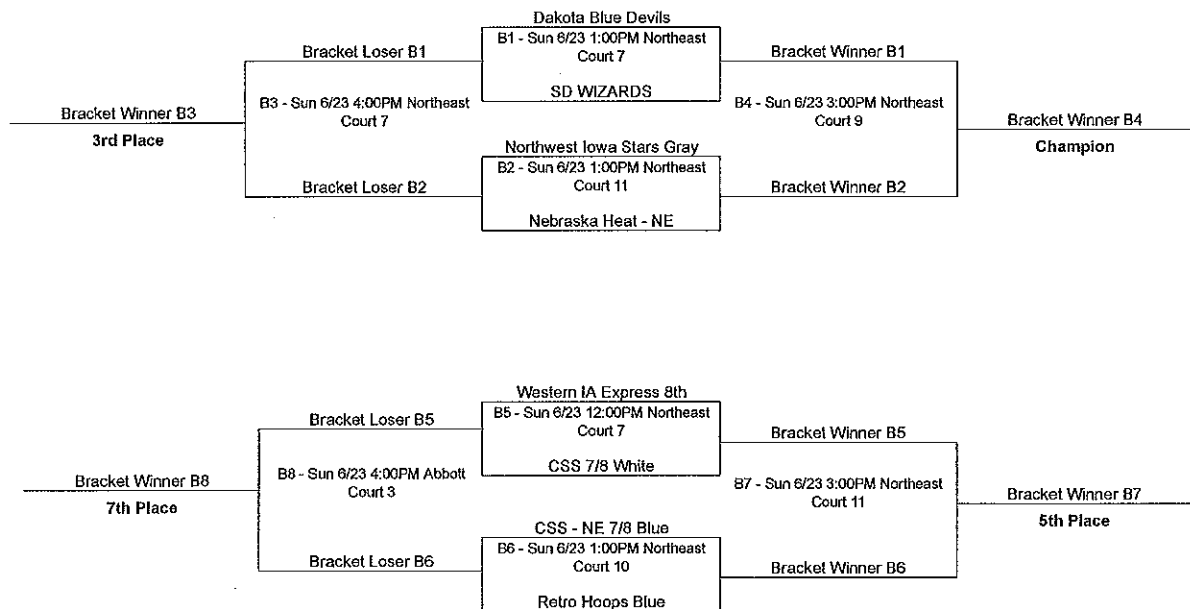 Dakota Blue Devils
Bracket Loser B1
B1 - Sun 6/23 1:00PM Northeast
Court 7
Bracket Winner B1
SD WIZARDS
Bracket Winner B3
3rd Place
B3 - Sun 6/23 4:00PM Northeast
Court 7
B4 - Sun 6/23 3:00PM Northeast
Court 9
Bracket Winner B4
Champion
Northwest Iowa Stars Gray
Bracket Loser B2
B2 - Sun 6/23 1:00PM Northeast
Court 11
Bracket Winner B2
Nebraska Heat - NE
Western IA Express 8th
Bracket Loser B5
B5 - Sun 6/23 12:00PM Northeast
Court 7
Bracket Winner B5
CSS 7/8 White
Bracket Winner B8
7th Place
B8 - Sun 6/23 4:00PM Abbott
Court 3
B7 - Sun 6/23 3:00PM Northeast
Court 11
Bracket Winner B7
5th Place
CSS - NE 7/8 Blue
Bracket Loser B6
B6 - Sun 6/23 1:00PM Northeast
Court 10
Bracket Winner B6
Retro Hoops Blue